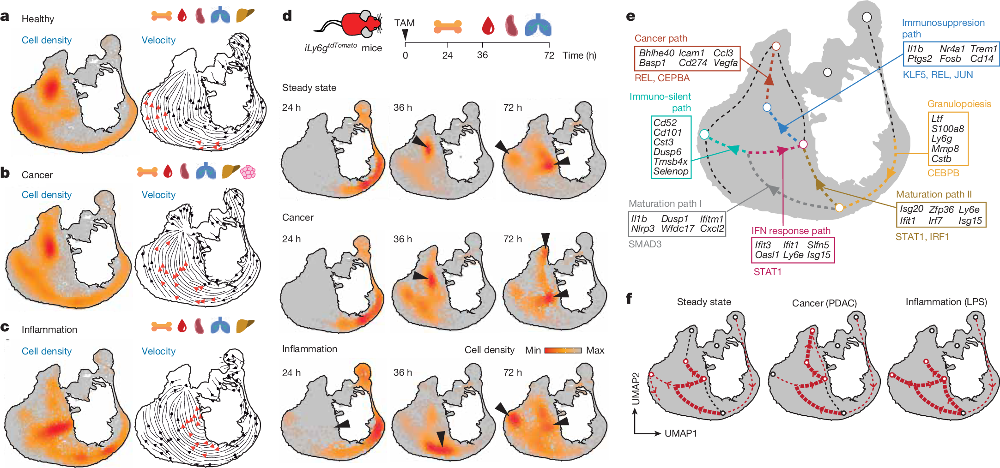 a Healthy
Cell density
Velocity
b Cancer
Cell density
Velocity
c Inflammation
Cell density
Velocity
d
iLy6g^tdTomato mice
TAM
0 24 36 72 Time (h)
Steady state
24 h 36 h 72 h
Cancer
24 h 36 h 72 h
Inflammation
Cell density Min Max
24 h 36 h 72 h
e
Cancer path
Bhlhe40 Icam1 Ccl3
Basp1 Cd274 Vegfa
REL, CEPBA
Immunosuppresion
path
Il1b Nr4a1 Trem1
Ptgs2 Fosb Cd14
KLF5, REL, JUN
Immuno-silent
path
Cd52
Cd101
Cst3
Dusp6
Tmsb4x
Selenop
Granulopoiesis
Ltf
S100a8
Ly6g
Mmp8
Cstb
CEBPB
Maturation path I
Il1b Dusp1 Ifitm1
Nlrp3 Wfdc17 Cxcl2
SMAD3
IFN response path
Ifit3 Ifit1 Slfn5
Oasl1 Ly6e Isg15
STAT1
Maturation path II
Isg20 Zfp36 Ly6e
Ifit1 Irf7 Isg15
STAT1, IRF1
f
Steady state
Cancer (PDAC)
Inflammation (LPS)
UMAP2
UMAP1